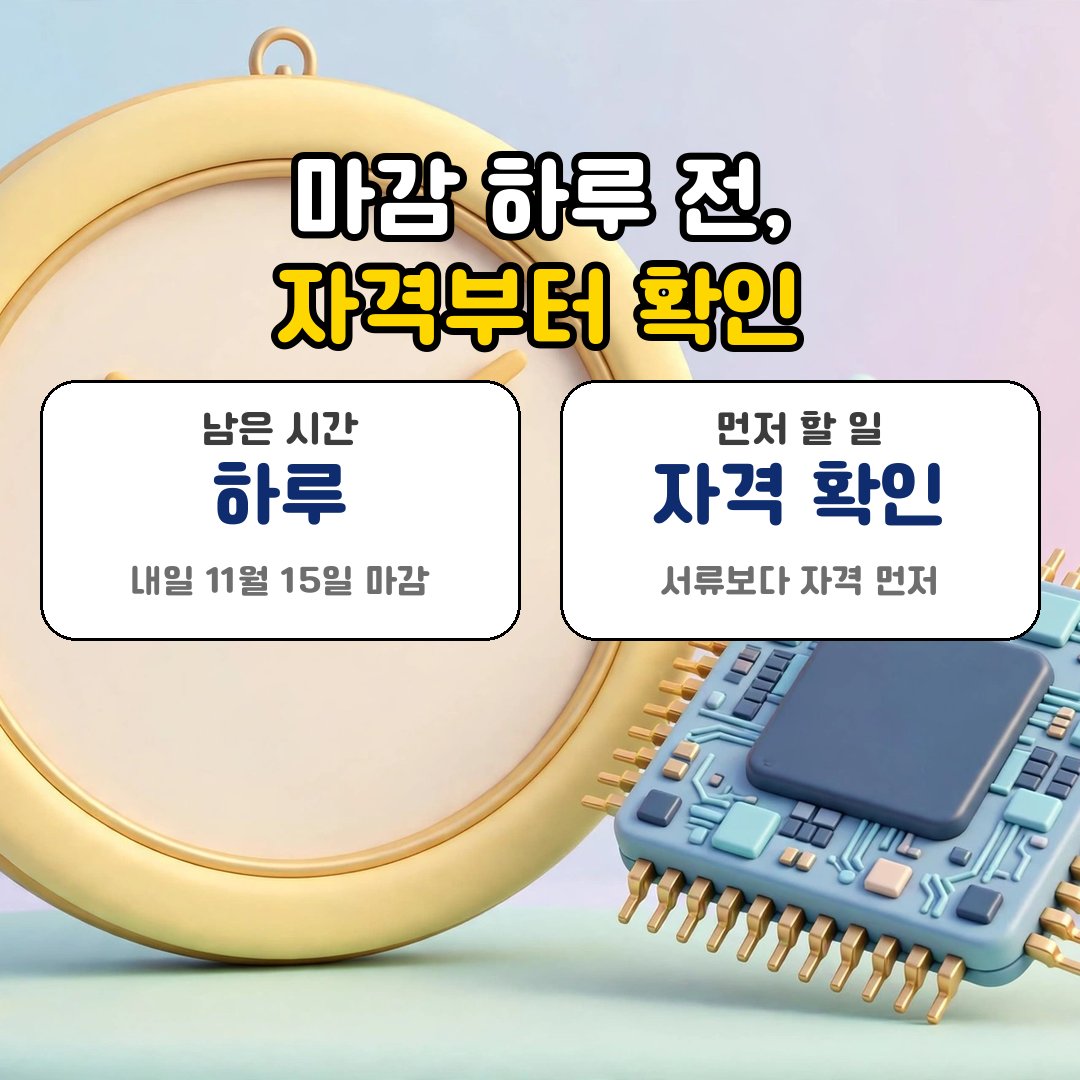 마감 하루 전,
자격부터 확인
남은 시간
하루
내일 11월 15일 마감
먼저 할 일
자격 확인
서류보다 자격 먼저